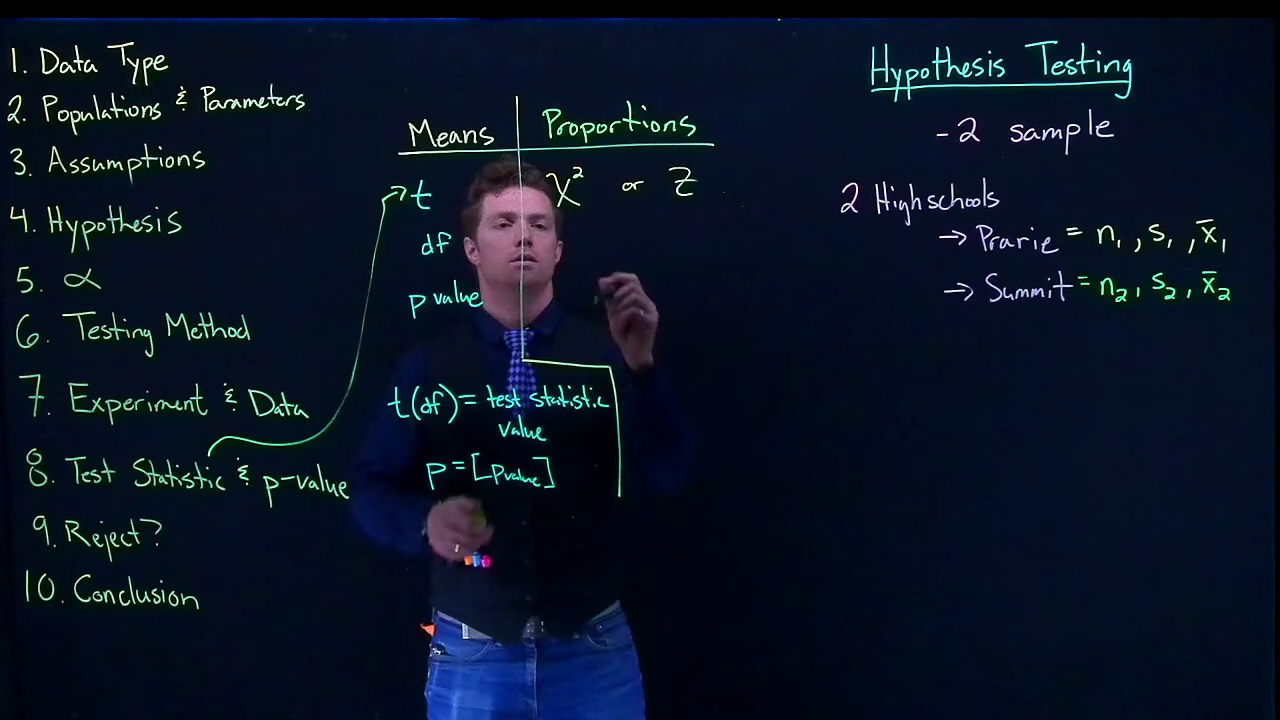 1. Data Type
2. Populations & Parameters
3. Assumptions
4. Hypothesis
5. α
6. Testing Method
7. Experiment & Data
8. Test Statistic & p-value
9. Reject?
10. Conclusion
Means Proportions
t χ² or Z
df
p value
t(df) = test statistic
value
p = [pvalue]
Hypothesis Testing
- 2 sample
2 Highschools
→ Prarie = n₁, s₁, x̄₁
→ Summit = n₂, s₂, x̄₂